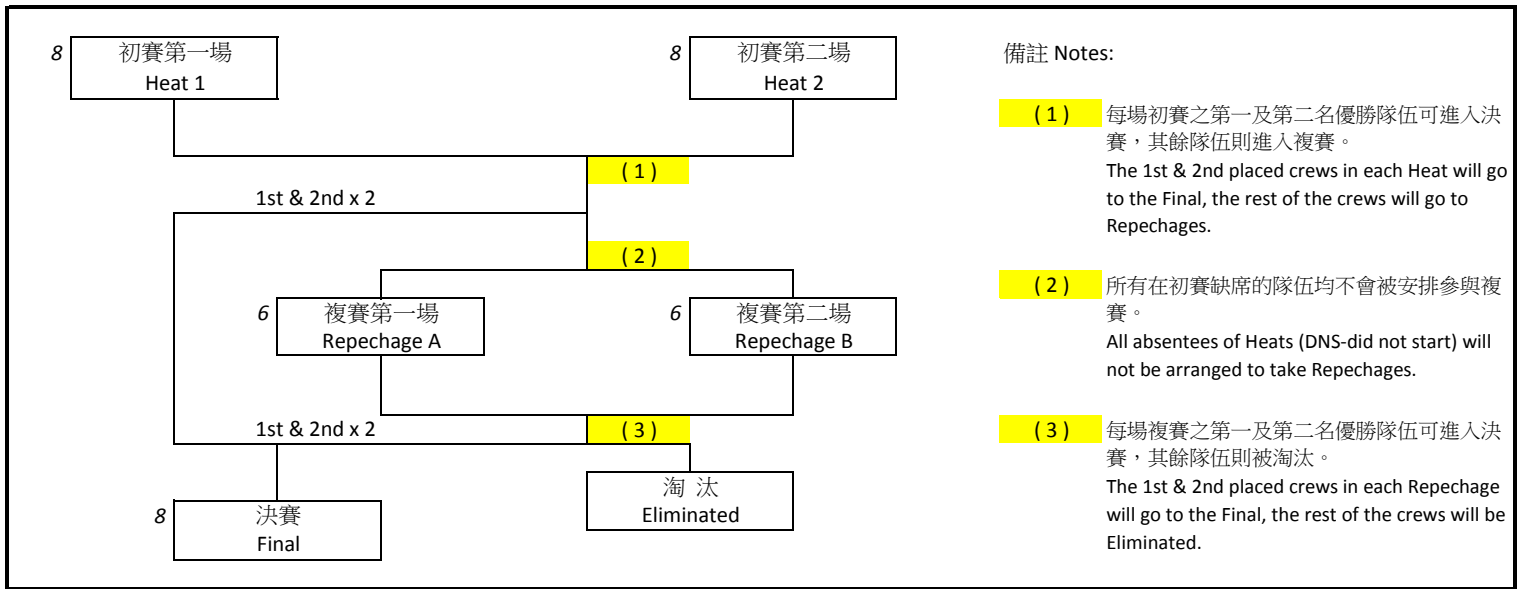 8
初賽第一場
Heat 1
8
初賽第二場
Heat 2
( 1 )
1st & 2nd x 2
( 2 )
6
複賽第一場
Repechage A
6
複賽第二場
Repechage B
1st & 2nd x 2
( 3 )
淘 汰
Eliminated
8
決賽
Final
備註 Notes:
( 1 ) 每場初賽之第一及第二名優勝隊伍可進入決
賽，其餘隊伍則進入複賽。
The 1st & 2nd placed crews in each Heat will go
to the Final, the rest of the crews will go to
Repechages.
( 2 ) 所有在初賽缺席的隊伍均不會被安排參與複
賽。
All absentees of Heats (DNS-did not start) will
not be arranged to take Repechages.
( 3 ) 每場複賽之第一及第二名優勝隊伍可進入決
賽，其餘隊伍則被淘汰。
The 1st & 2nd placed crews in each Repechage
will go to the Final, the rest of the crews will be
Eliminated.